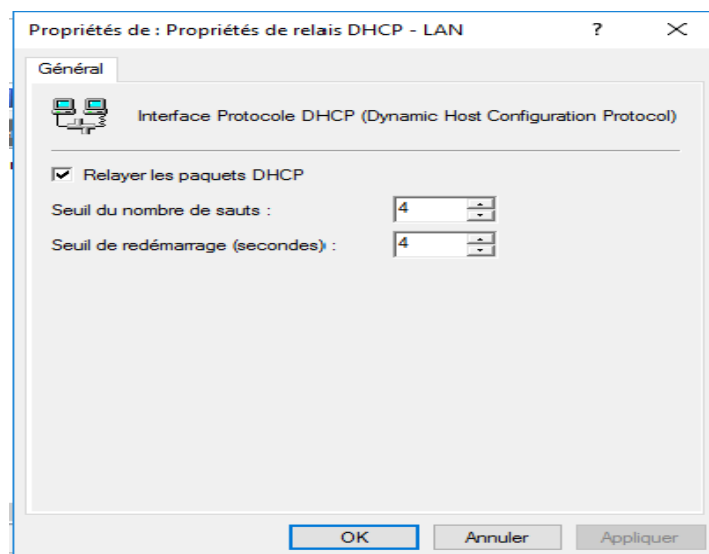 Propriétés de : Propriétés de relais DHCP - LAN ?
Général
Interface Protocole DHCP (Dynamic Host Configuration Protocol)
Relayer les paquets DHCP
Seuil du nombre de sauts : 4
Seuil de redémarrage (secondes) : 4
OK Annuler Appliquer